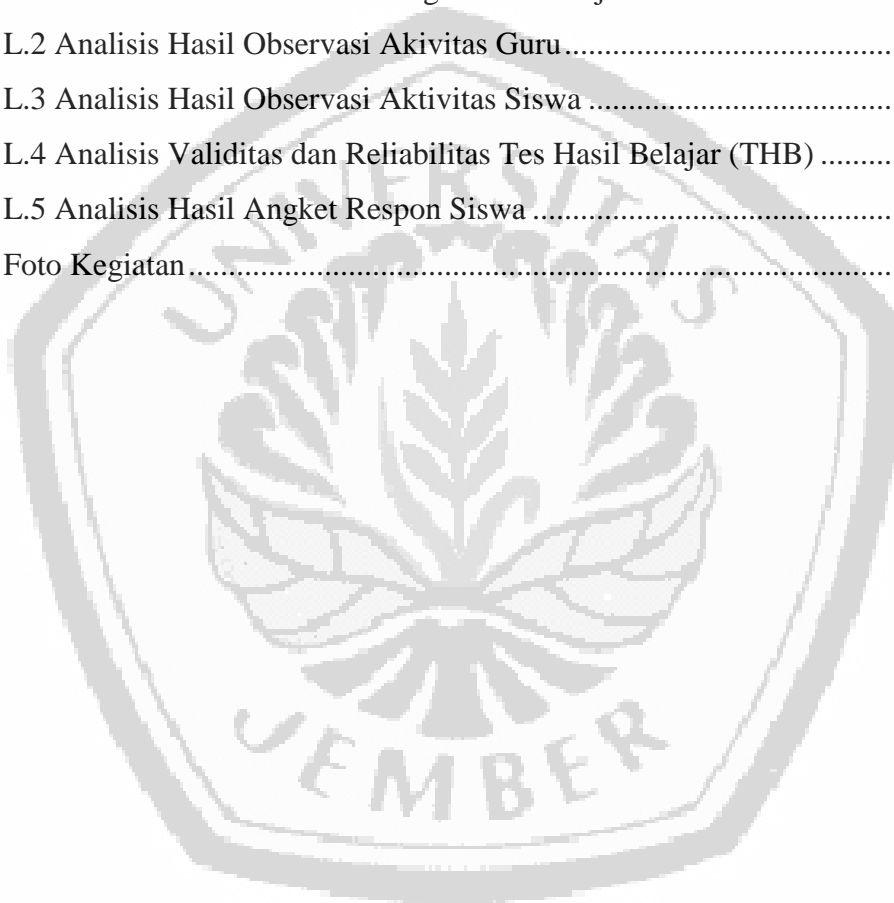 L.2 Analisis Hasil Observasi Akivitas Guru....................................
L.3 Analisis Hasil Observasi Aktivitas Siswa..................................
L.4 Analisis Validitas dan Reliabilitas Tes Hasil Belajar (THB).........
L.5 Analisis Hasil Angket Respon Siswa........................................
Foto Kegiatan................................................................................
UNIVERSITAS
JEMBER